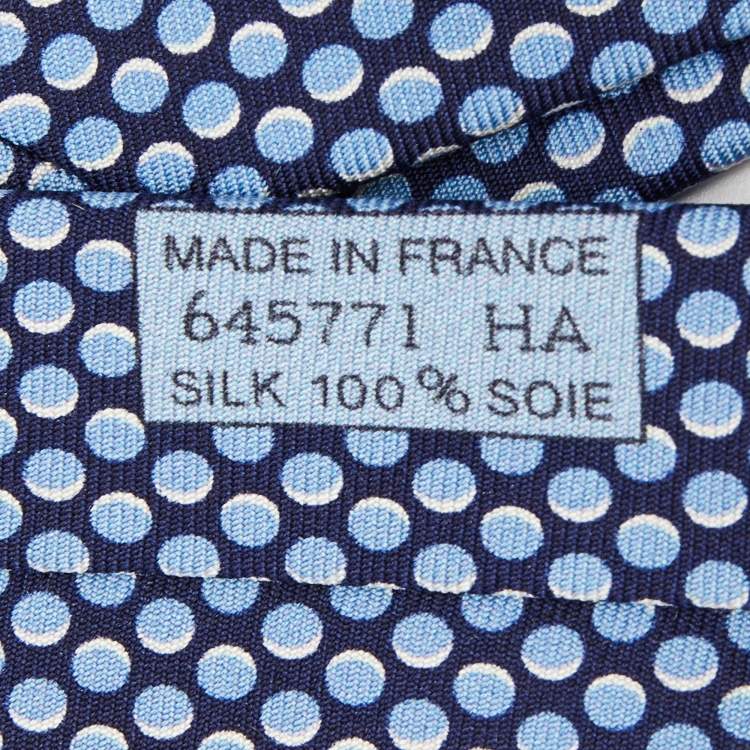 MADE IN FRANCE
645771 HA
SILK 100% SOIE